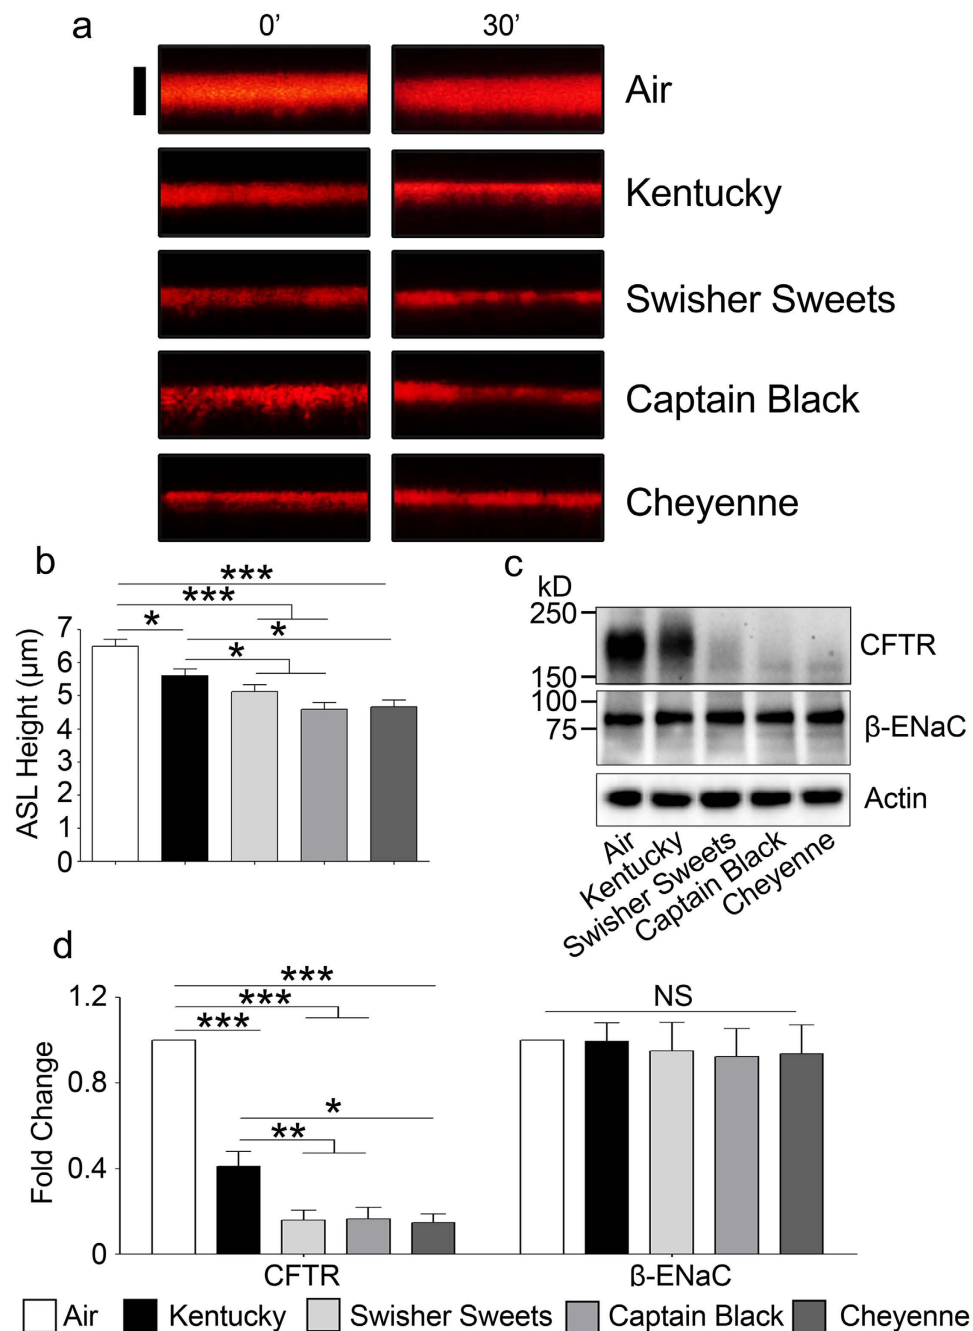 a
0’ 30’
Air
Kentucky
Swisher Sweets
Captain Black
Cheyenne
b
***
***
* *
*
7
6
5
4
3
2
1
0
ASL Height (µm)
c
kD
250
150
100
75
CFTR
β-ENaC
Actin
Air
Kentucky
Swisher Sweets
Captain Black
Cheyenne
d
***
***
***
*
**
NS
1.2
0.8
0.4
0
Fold Change
CFTR ß-ENaC
Air Kentucky Swisher Sweets Captain Black Cheyenne